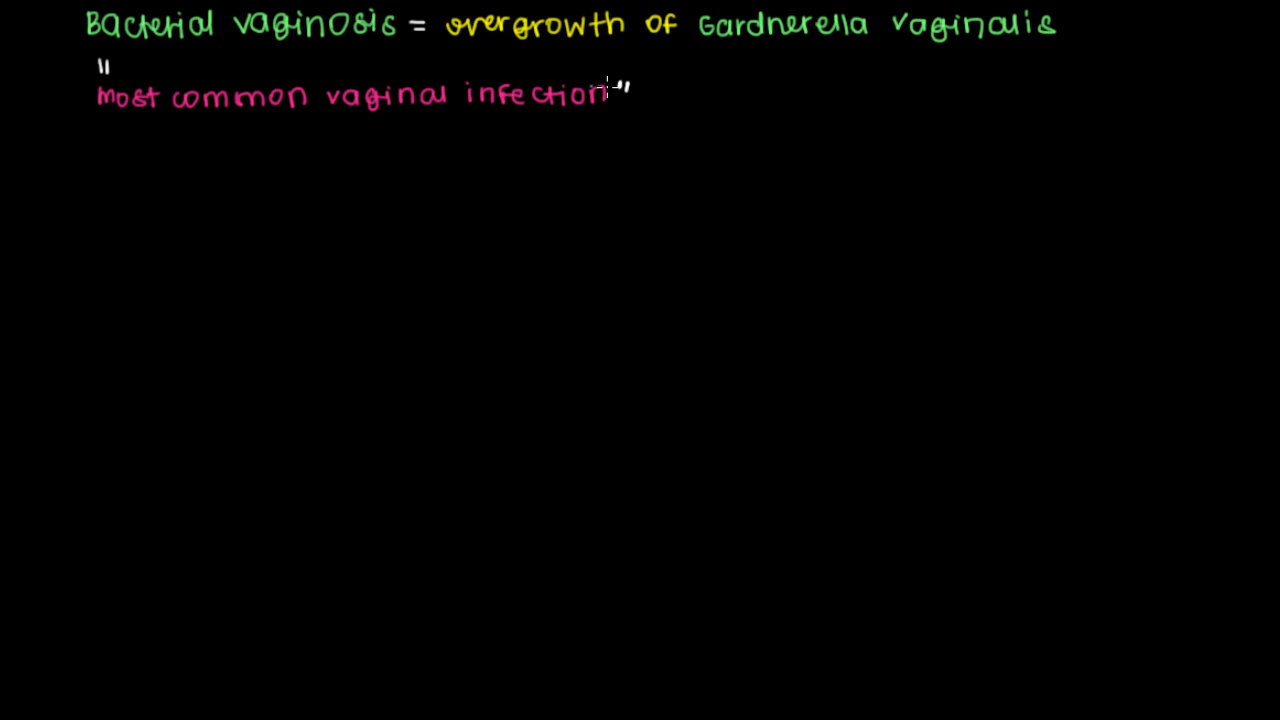 Bacterial vaginosis = overgrowth of Gardnerella vaginalis
"
Most common vaginal infection"